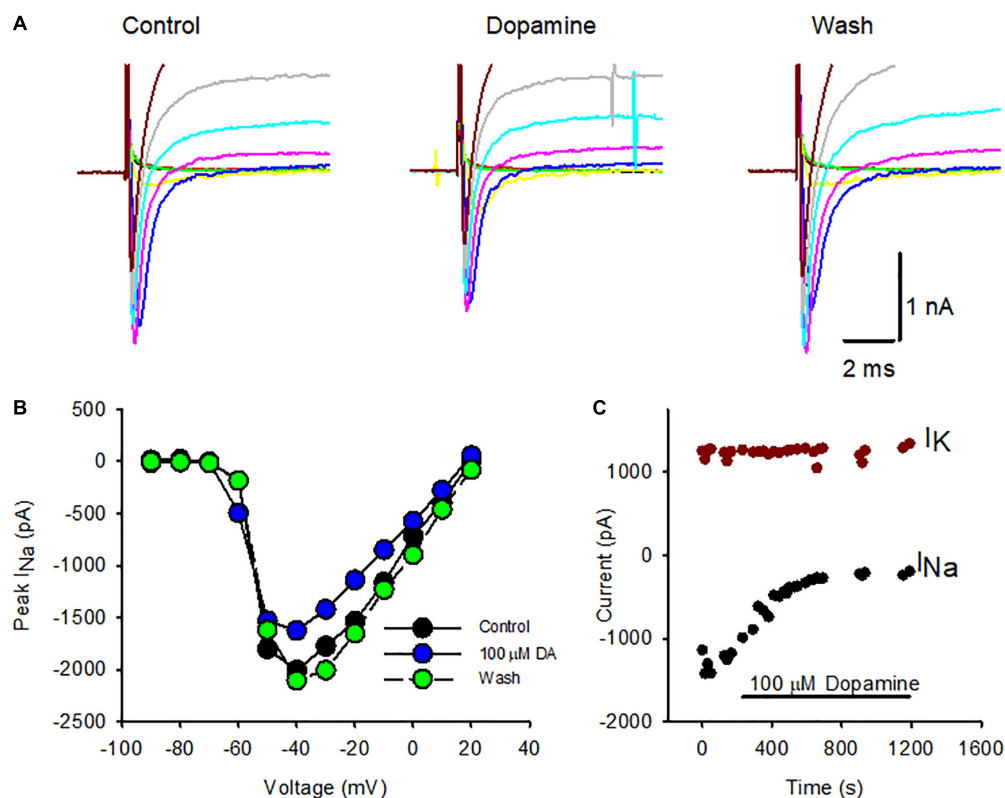 A
Control
Dopamine
Wash
1 nA
2 ms
B
500
0
-500
-1000
-1500
-2000
-2500
Peak INa (pA)
-100 -80 -60 -40 -20 0 20 40
Voltage (mV)
Control
100 μM DA
Wash
C
1000
0
-1000
-2000
Current (pA)
IK
INa
100 μM Dopamine
0 400 800 1200 1600
Time (s)